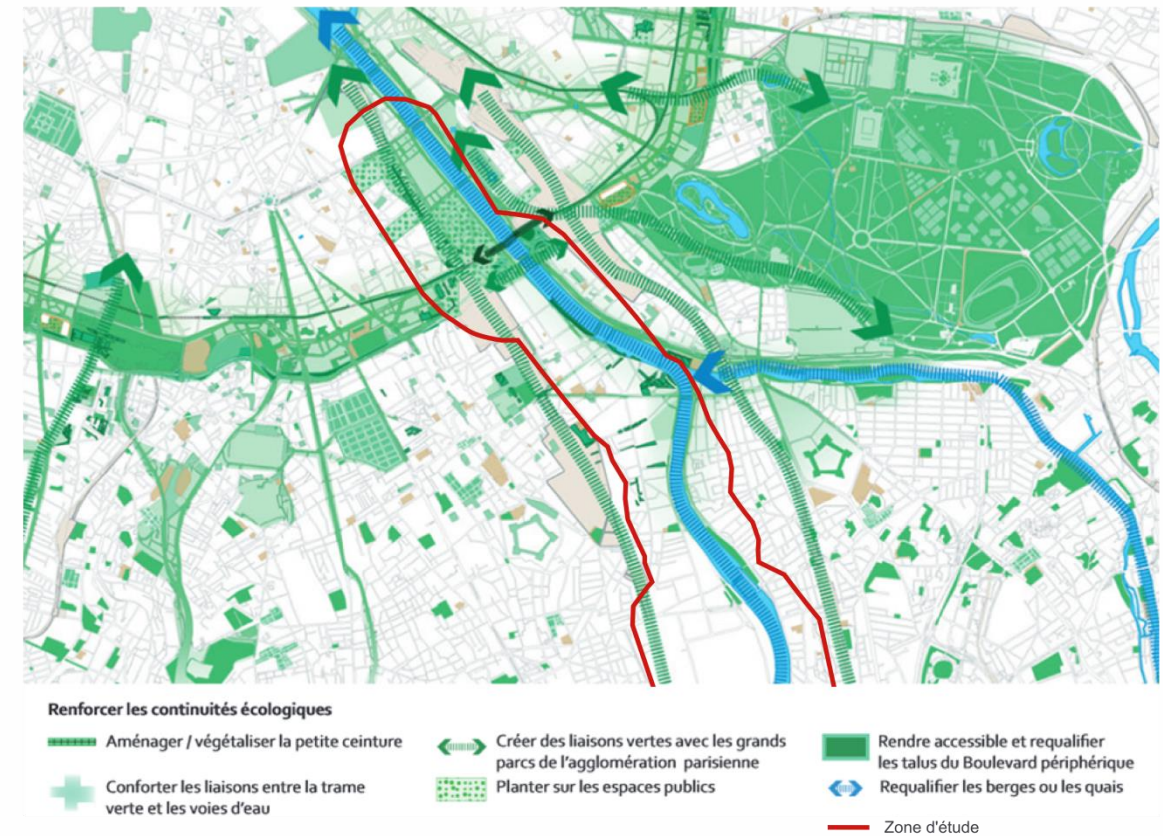 Renforcer les continuités écologiques
Aménager / végétaliser la petite ceinture
Conforter les liaisons entre la trame
verte et les voies d'eau
Créer des liaisons vertes avec les grands
parcs de l'agglomération parisienne
Planter sur les espaces publics
Rendre accessible et requalifier
les talus du Boulevard périphérique
Requalifier les berges ou les quais
Zone d'étude